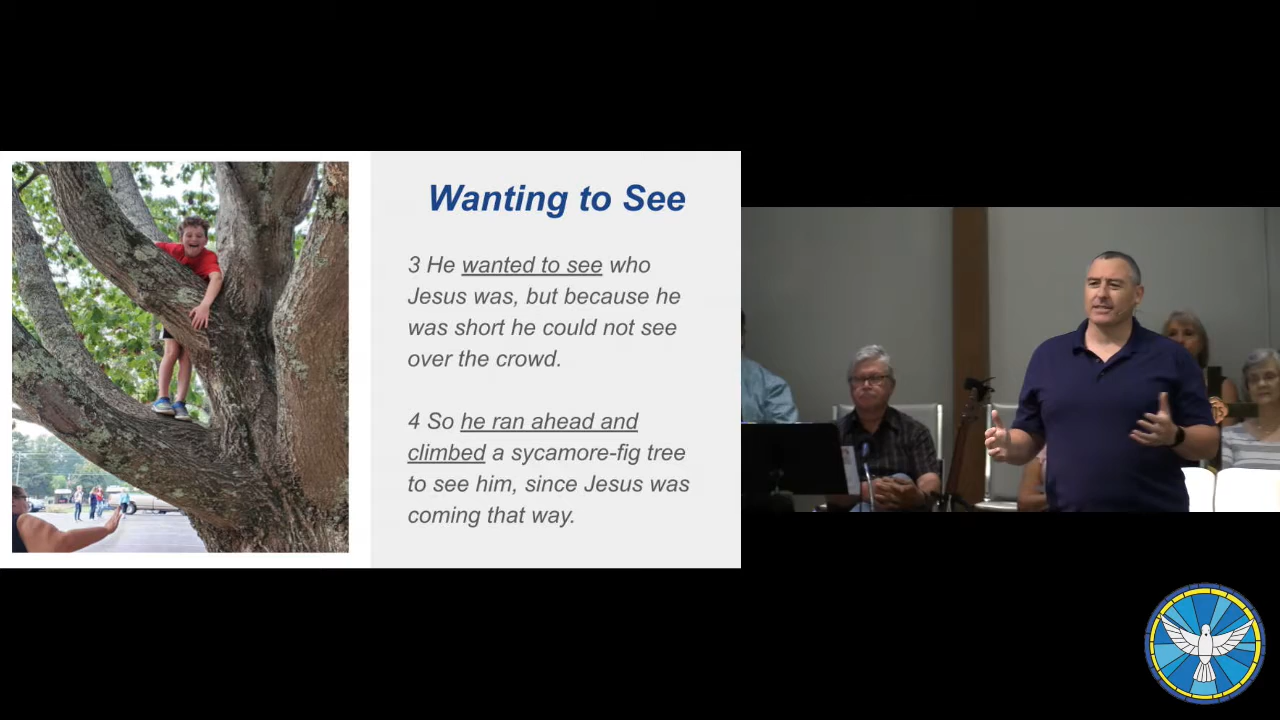 Wanting to See
3 He wanted to see who
Jesus was, but because he
was short he could not see
over the crowd.
4 So he ran ahead and
climbed a sycamore-fig tree
to see him, since Jesus was
coming that way.